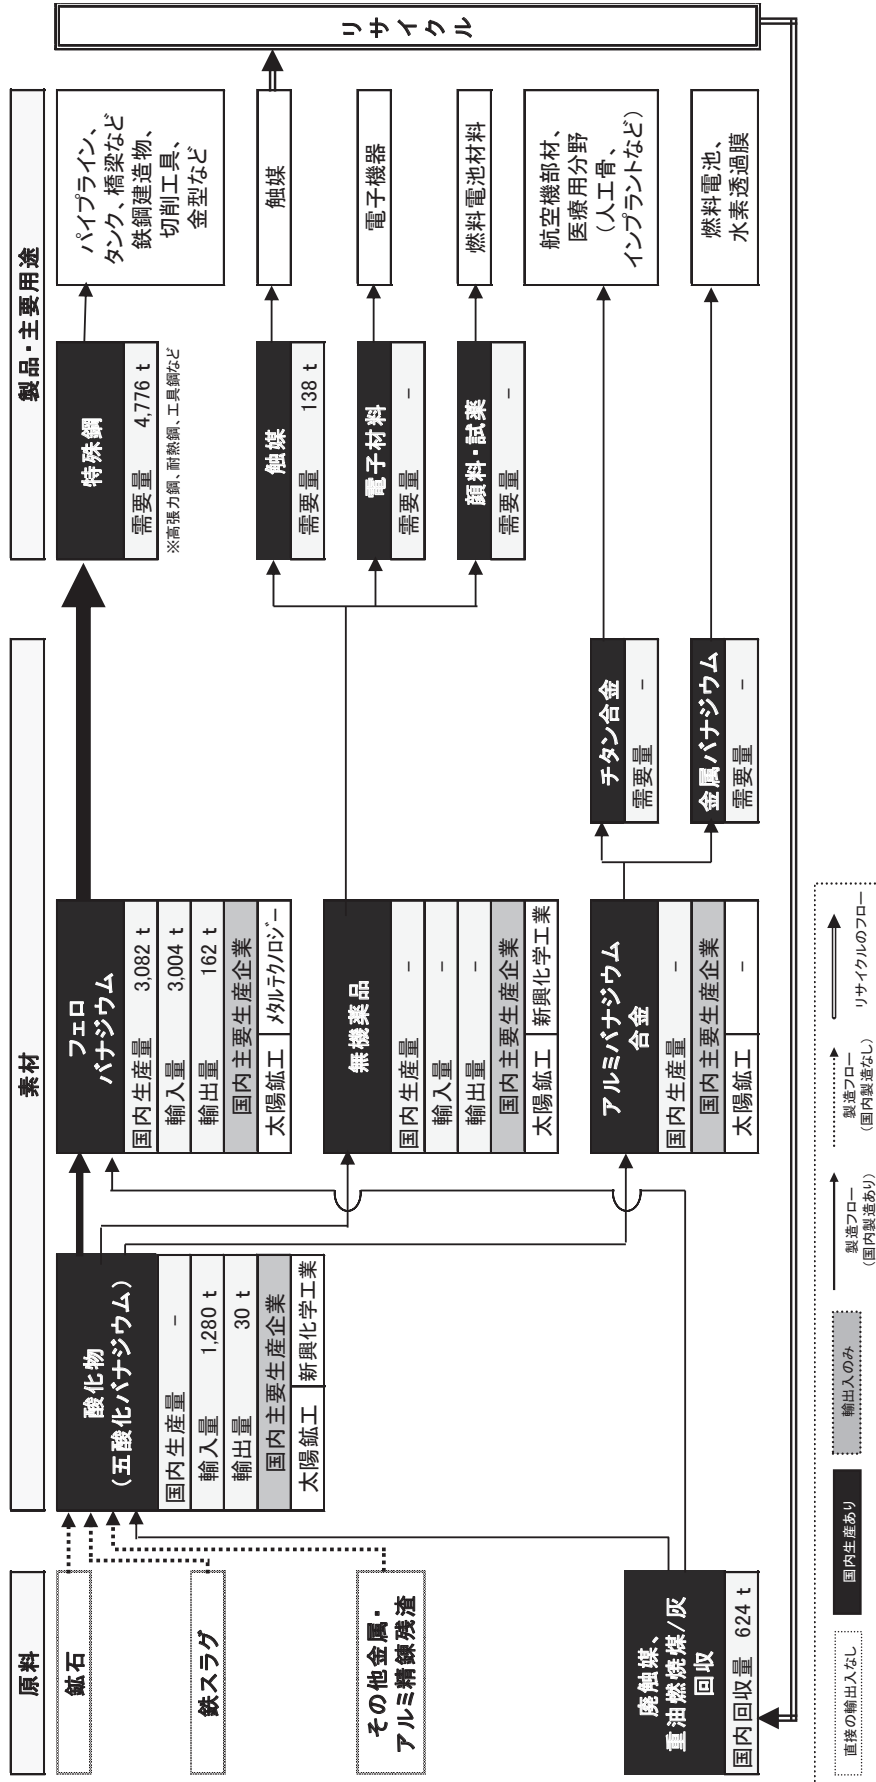 原料
素材
製品・主要用途
鉱石
鉄スラグ
その他金属・
アルミ精錬残渣
廃触媒、
重油燃焼煤/灰
回収
国内回収量 624 t
酸化物
(五酸化バナジウム)
国内生産量 -
輸入量 1,280 t
輸出量 30 t
国内主要生産企業
太陽鉱工 新興化学工業
フェロ
バナジウム
国内生産量 3,082 t
輸入量 3,004 t
輸出量 162 t
国内主要生産企業
太陽鉱工 メタルテクノロジー
無機薬品
国内生産量 -
輸入量 -
輸出量 -
国内主要生産企業
太陽鉱工 新興化学工業
アルミバナジウム
合金
国内生産量 -
国内主要生産企業
太陽鉱工 -
チタン合金
需要量 -
金属バナジウム
需要量 -
特殊鋼
需要量 4,776 t
※高張力鋼、耐熱鋼、工具鋼など
触媒
需要量 138 t
電子材料
需要量 -
顔料・試薬
需要量 -
パイプライン、
タンク、橋梁など
鉄鋼建造物、
切削工具、
金型など
触媒
電子機器
燃料電池材料
航空機部材、
医療用分野
(人工骨、
インプラントなど)
燃料電池、
水素透過膜
リサイクル
直接の輸出入なし
国内生産あり
輸出入のみ
製造フロー
(国内製造あり)
製造フロー
(国内製造なし)
リサイクルのフロー